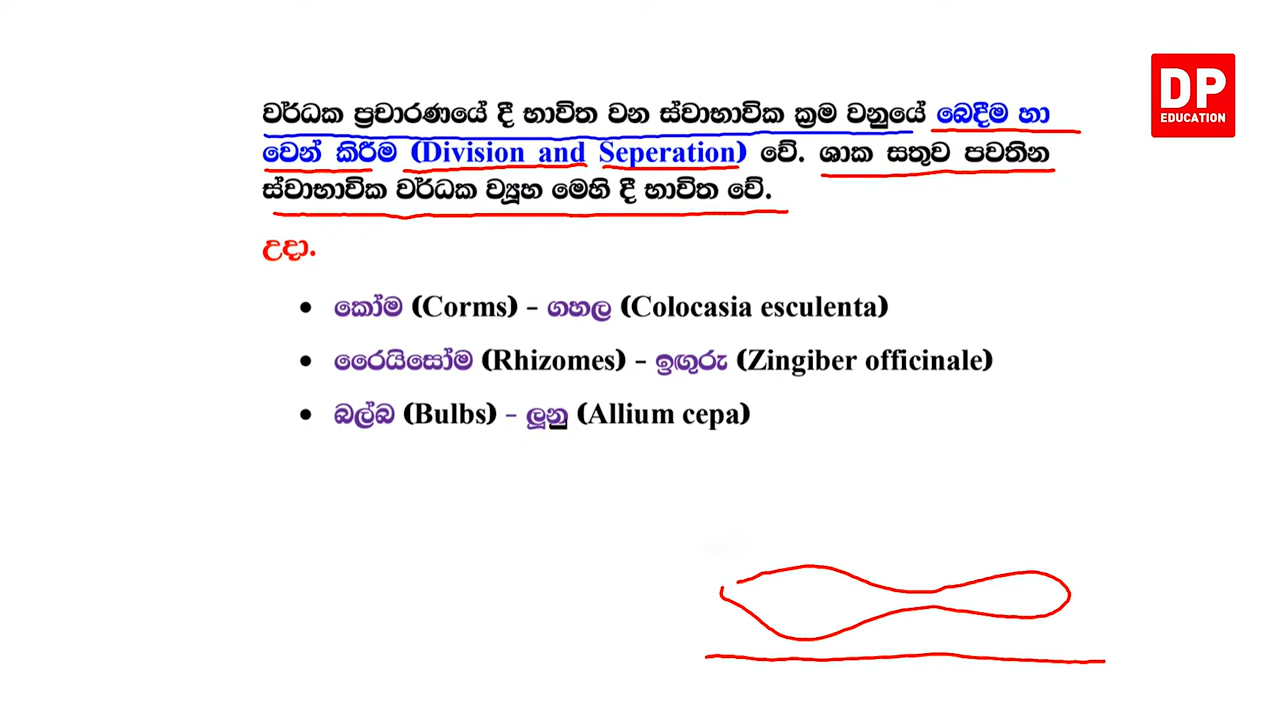 DP
EDUCATION
වර්ධක ප්‍රචාරණයේ දී භාවිත වන ස්වාභාවික ක්‍රම වනුයේ බෙදීම හා
වෙන් කිරීම (Division and Seperation) වේ. ශාක සතුව පවතින
ස්වාභාවික වර්ධක ව්‍යූහ මෙහි දී භාවිත වේ.
උදා.
• කෝම (Corms) - ගහල (Colocasia esculenta)
• රෛයිසෝම (Rhizomes) - ඉඟුරු (Zingiber officinale)
• බල්බ (Bulbs) - ලූනු (Allium cepa)